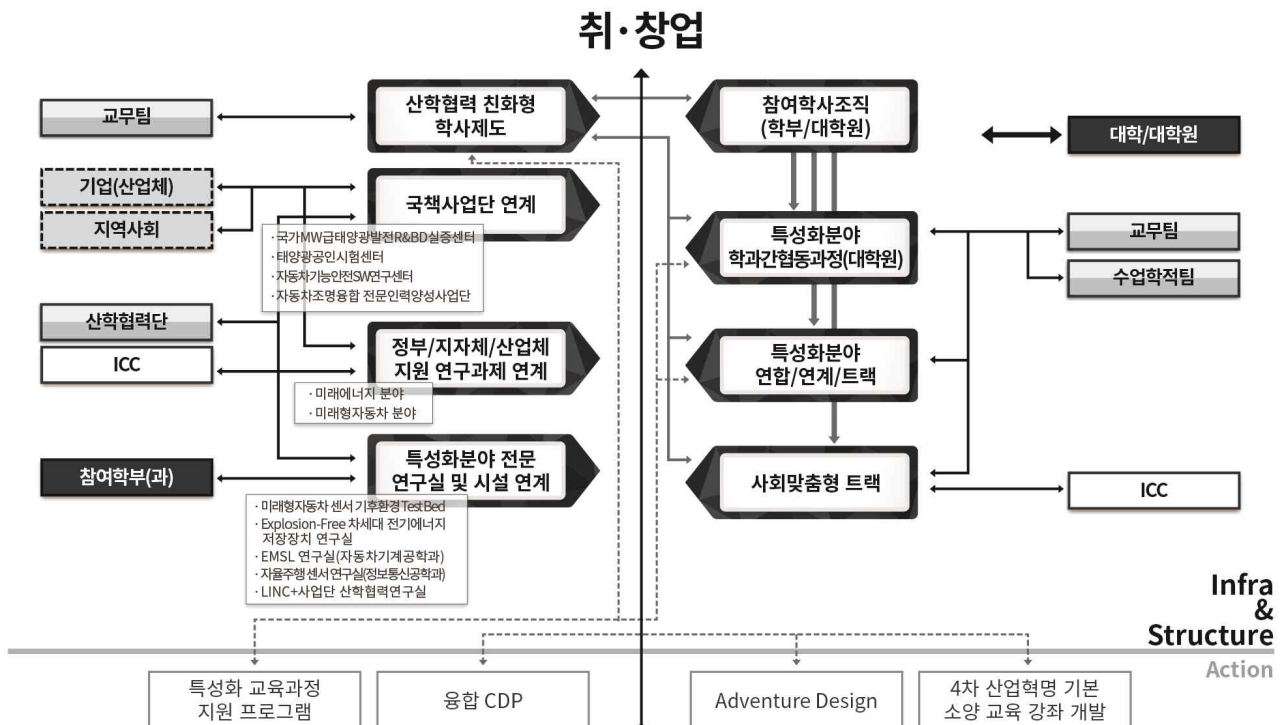 취·창업
교무팀
기업(산업체)
지역사회
산학협력단
ICC
참여학부(과)
산학협력 친화형
학사제도
국책사업단 연계
· 국가MW급태양광발전R&BD실증센터
· 태양광공인시험센터
· 자동차기능안전SW연구센터
· 자동차조명융합 전문인력양성사업단
정부/지자체/산업체
지원 연구과제 연계
· 미래에너지 분야
· 미래형자동차 분야
특성화분야 전문
연구실 및 시설 연계
· 미래형자동차 센서 기후환경 Test Bed
· Explosion-Free 차세대 전기에너지
저장장치 연구실
· EMSL 연구실(자동차기계공학과)
· 자율주행 센서 연구실(정보통신공학과)
· LINC+사업단 산학협력연구실
참여학사조직
(학부/대학원)
특성화분야
학과간협동과정(대학원)
특성화분야
연합/연계/트랙
사회맞춤형 트랙
대학/대학원
교무팀
수업학적팀
ICC
Infra
&
Structure
Action
특성화 교육과정
지원 프로그램
융합 CDP
Adventure Design
4차 산업혁명 기본
소양 교육 강좌 개발